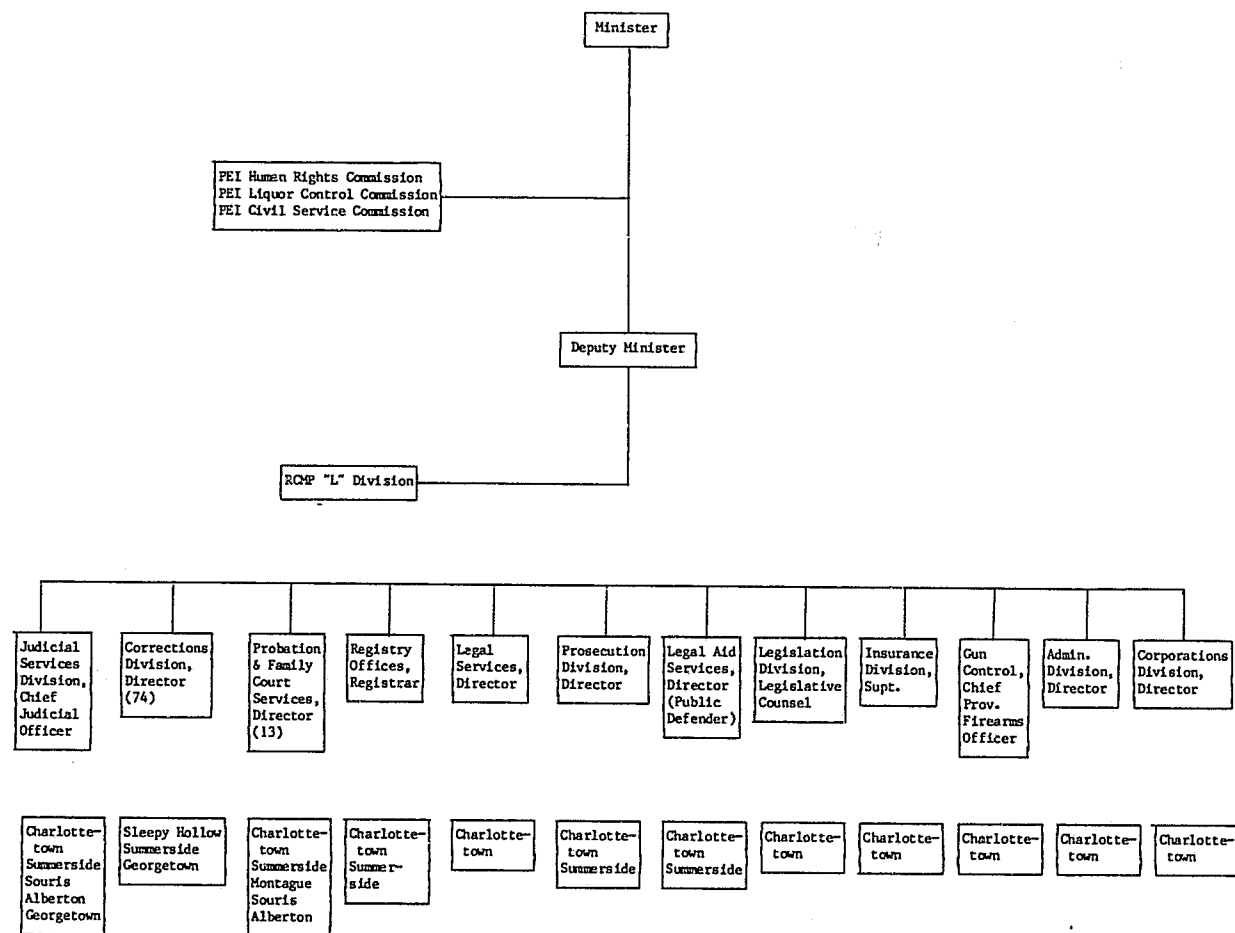 Minister
PEI Human Rights Commission
PEI Liquor Control Commission
PEI Civil Service Commission
Deputy Minister
RCMP "L" Division
Judicial
Services
Division,
Chief
Judicial
Officer
Corrections
Division,
Director
(74)
Probation
& Family
Court
Services,
Director
(13)
Registry
Offices,
Registrar
Legal
Services,
Director
Prosecution
Division,
Director
Legal Aid
Services,
Director
(Public
Defender)
Legislation
Division,
Legislative
Counsel
Insurance
Division,
Supt.
Gun
Control,
Chief
Prov.
Firearms
Officer
Admin.
Division,
Director
Corporations
Division,
Director
Charlotte-
town
Summerside
Souris
Alberton
Georgetown
Sleepy Hollow
Summerside
Georgetown
Charlotte-
town
Summerside
Montague
Souris
Alberton
Charlotte-
town
Summer-
side
Charlotte-
town
Charlotte-
town
Summerside
Charlotte-
town
Summerside
Charlotte-
town
Charlotte-
town
Charlotte-
town
Charlotte-
town
Charlotte-
town